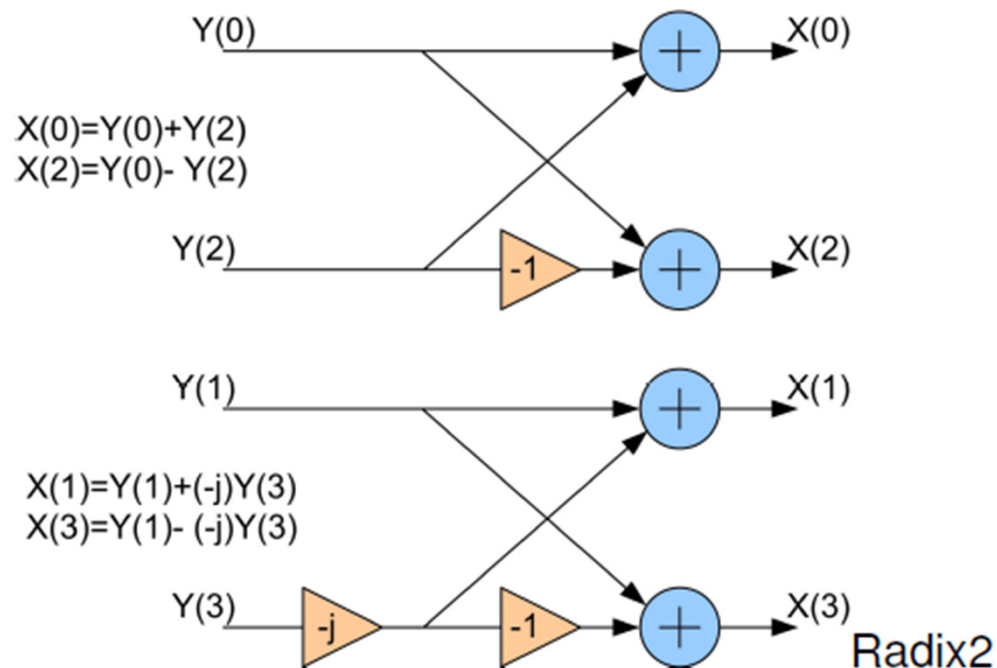 Y(0)
X(0)
X(0)=Y(0)+Y(2)
X(2)=Y(0)- Y(2)
Y(2)
-1
X(2)
Y(1)
X(1)
X(1)=Y(1)+(-j)Y(3)
X(3)=Y(1)- (-j)Y(3)
Y(3)
-j
-1
X(3)
Radix2